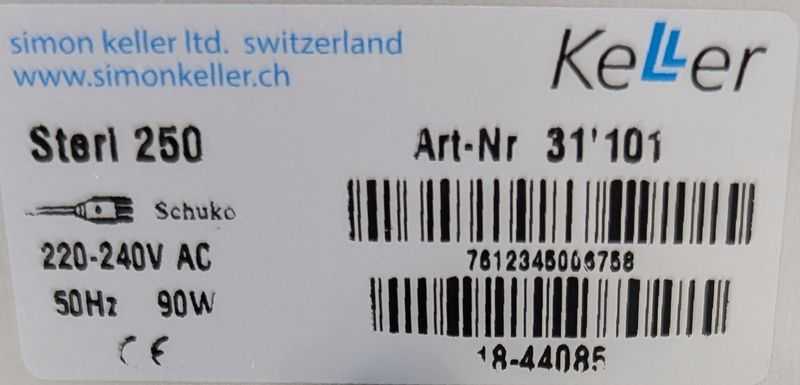 simon keller ltd. switzerland
www.simonkeller.ch
Keller
Steri 250
Art-Nr 31'101
Schuko
220-240V AC
7612345006758
50Hz 90W
18-44085
CE